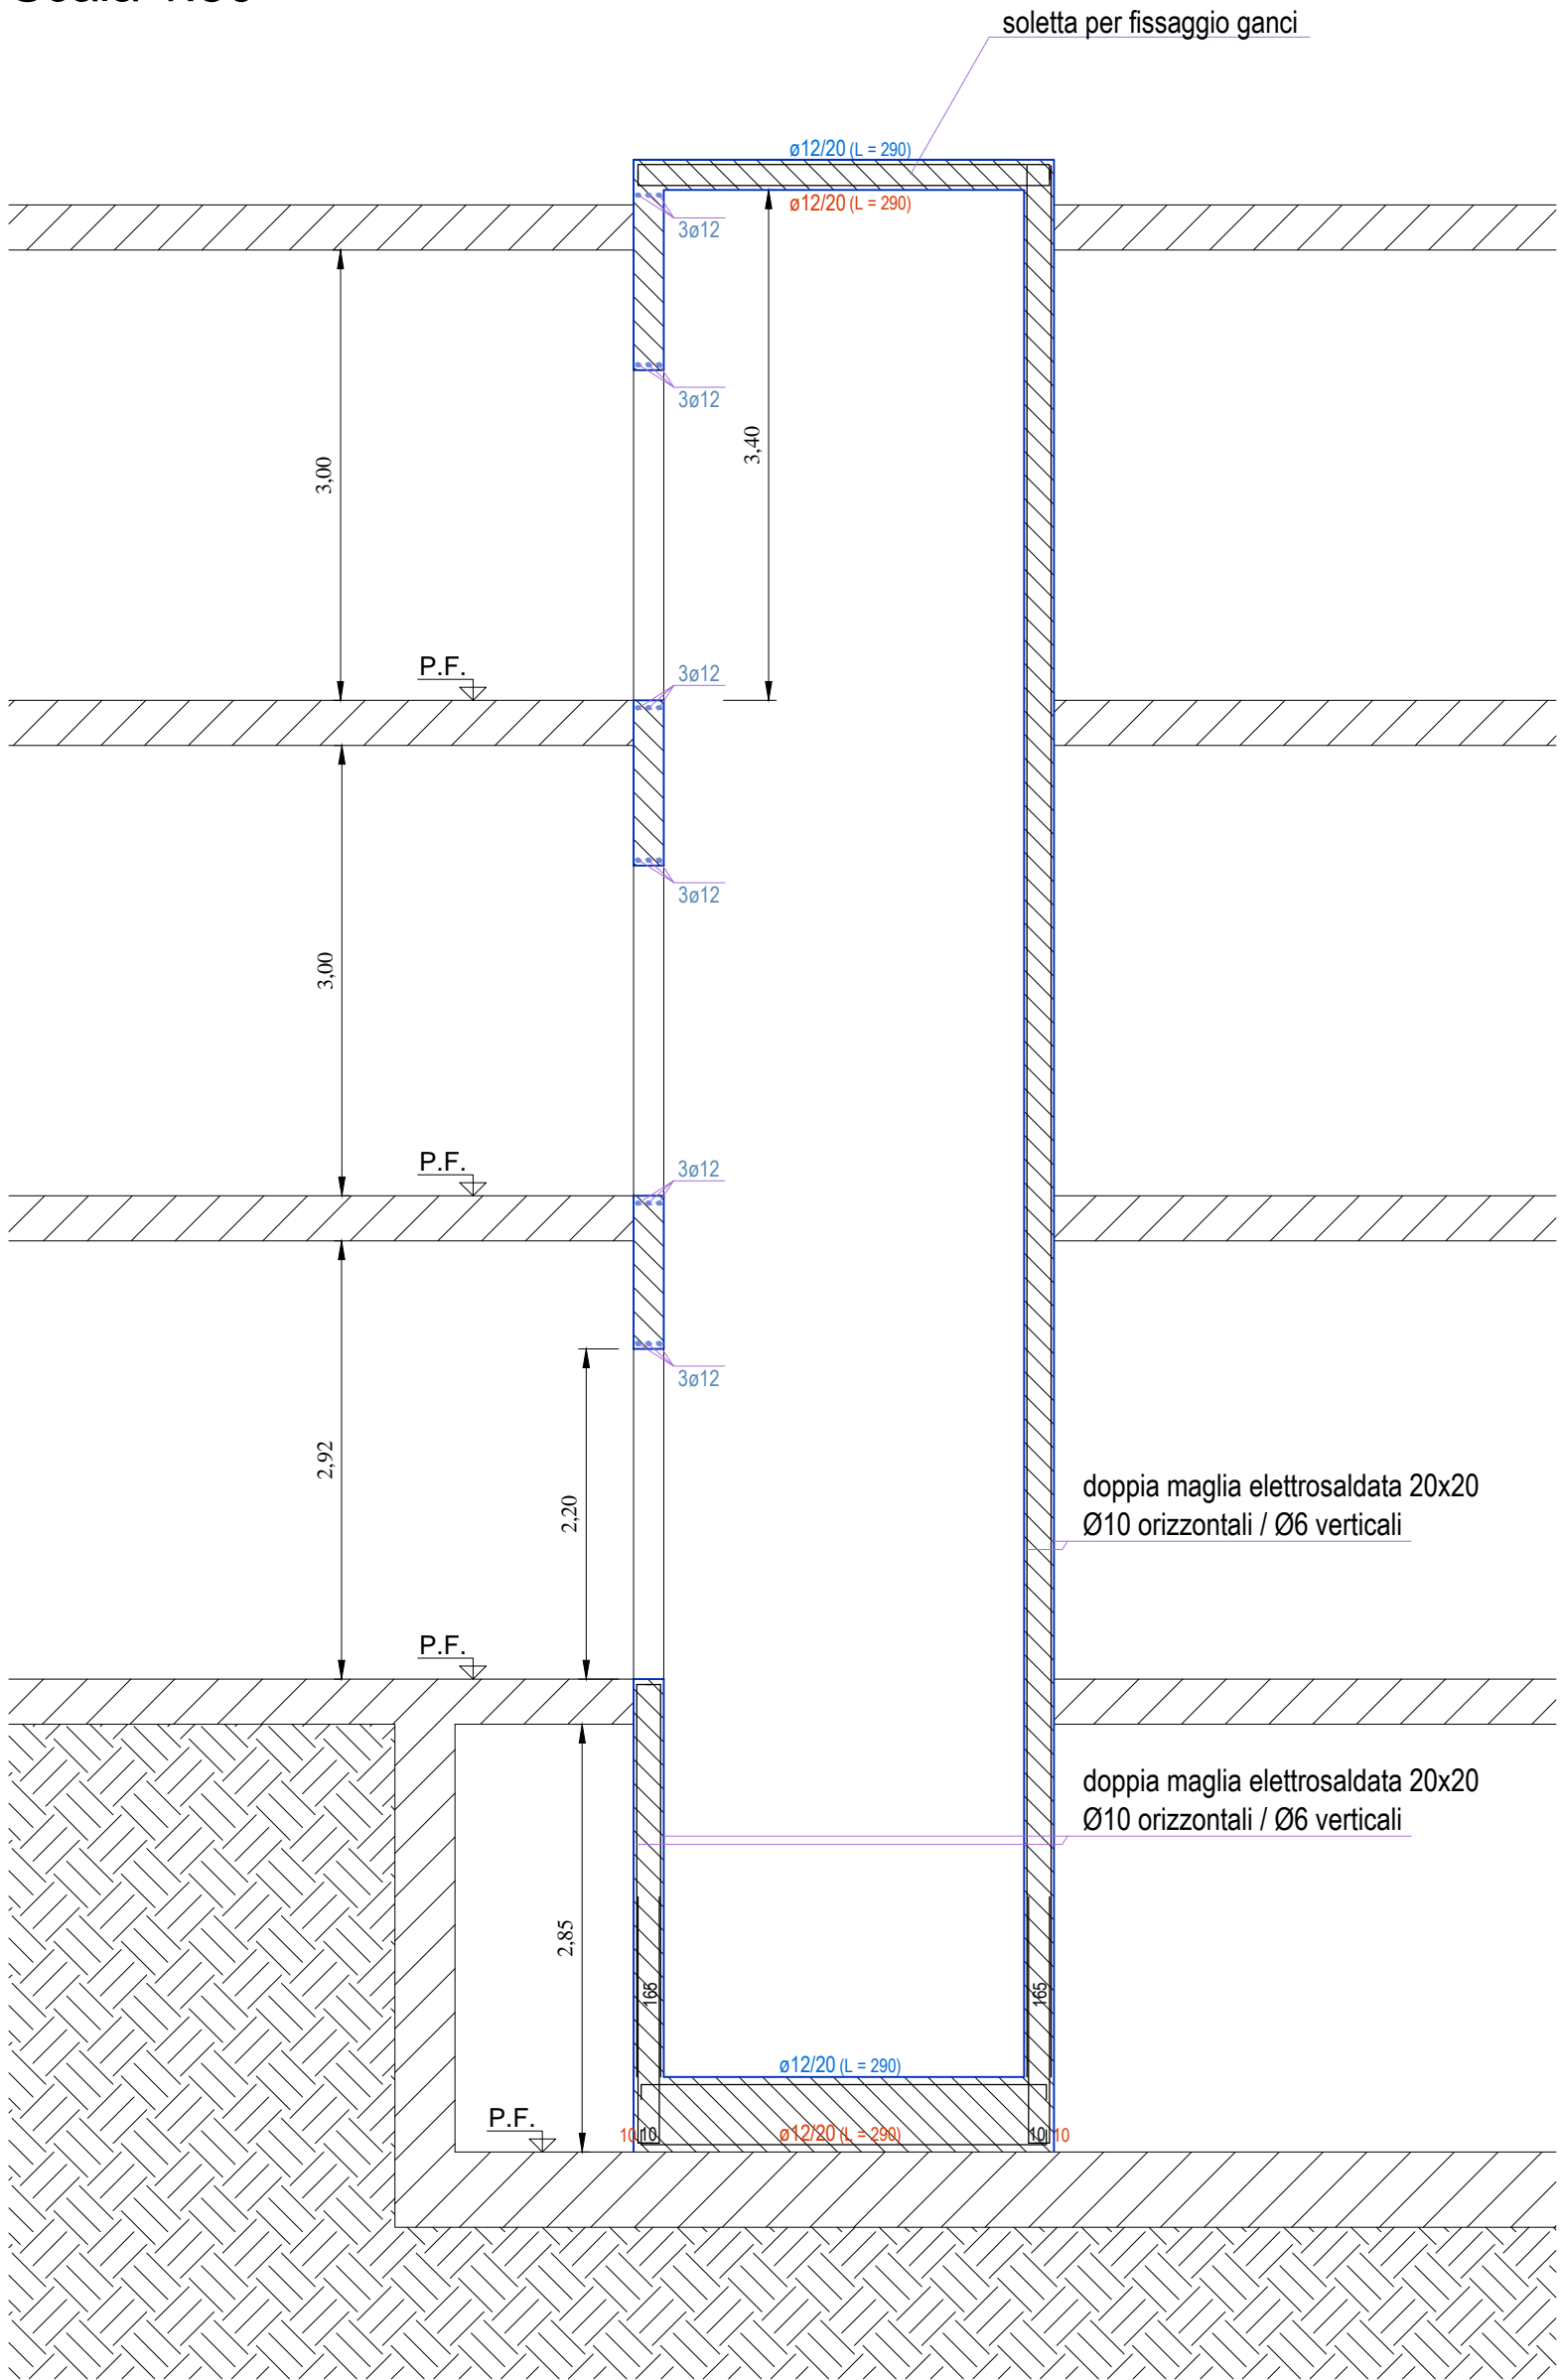 soletta per fissaggio ganci
ø12/20 (L = 290)
ø12/20 (L = 290)
3ø12
3ø12
3,40
3,00
P.F.
3ø12
3ø12
3,00
P.F.
3ø12
3ø12
2,92
2,20
doppia maglia elettrosaldata 20x20
Ø10 orizzontali / Ø6 verticali
P.F.
doppia maglia elettrosaldata 20x20
Ø10 orizzontali / Ø6 verticali
2,85
165
165
ø12/20 (L = 290)
P.F.
10 10
ø12/20 (L = 290)
10 10